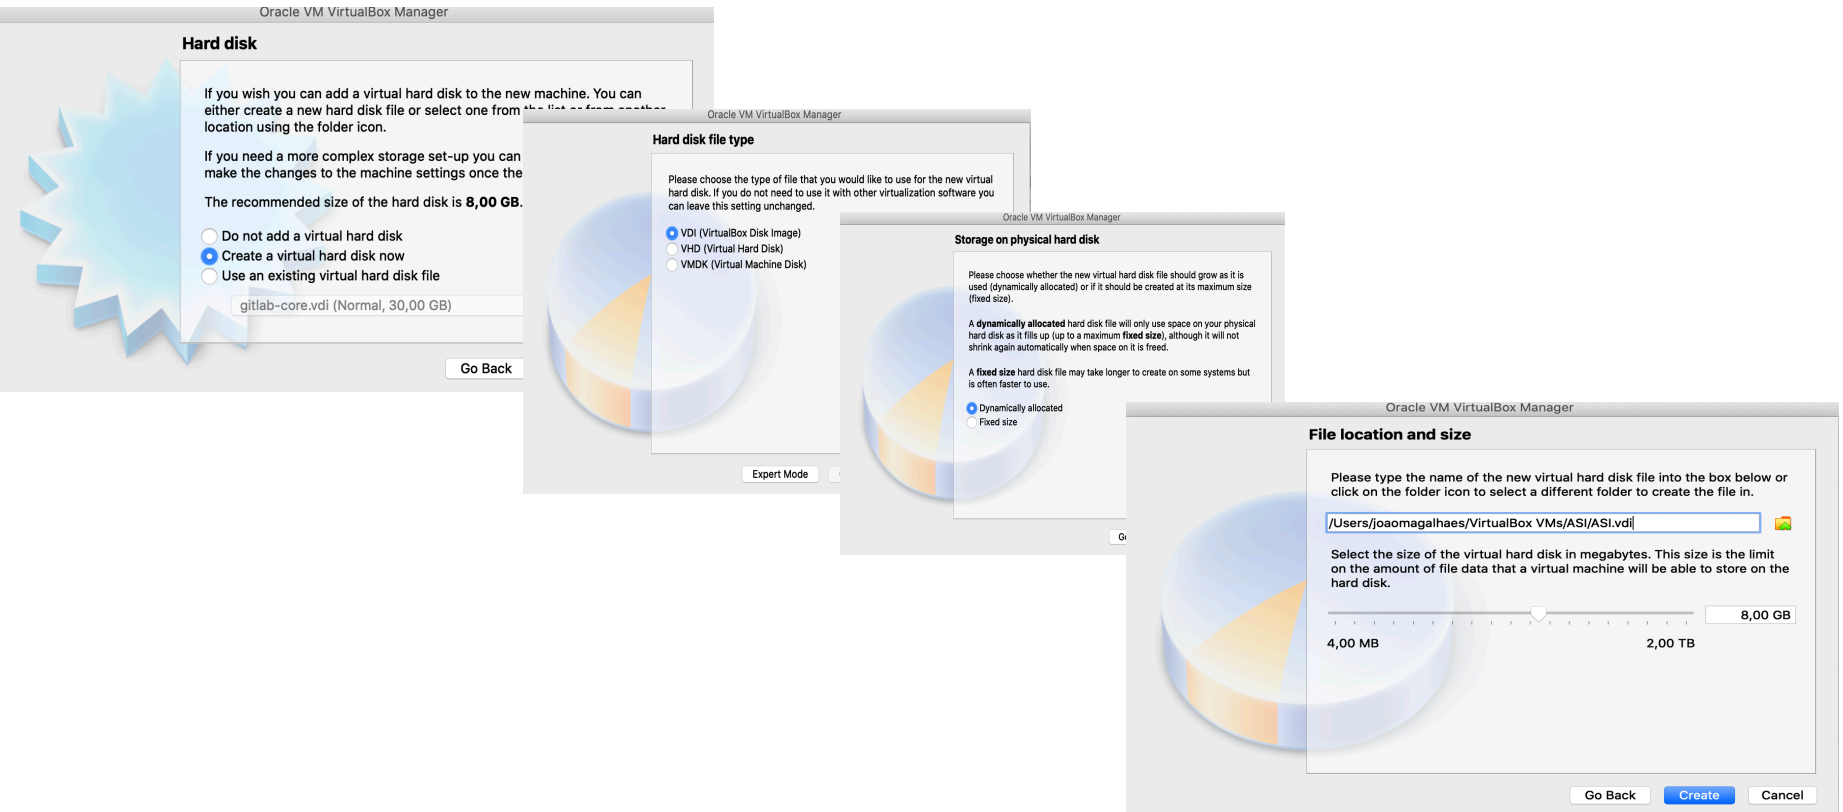 Oracle VM VirtualBox Manager
Hard disk
If you wish you can add a virtual hard disk to the new machine. You can
either create a new hard disk file or select one from the list or from another
location using the folder icon.
If you need a more complex storage set-up you can
make the changes to the machine settings once the
The recommended size of the hard disk is 8,00 GB.
Do not add a virtual hard disk
Create a virtual hard disk now
Use an existing virtual hard disk file
gitlab-core.vdi (Normal, 30,00 GB)
Go Back
Oracle VM VirtualBox Manager
Hard disk file type
Please choose the type of file that you would like to use for the new virtual
hard disk. If you do not need to use it with other virtualization software you
can leave this setting unchanged.
VDI (VirtualBox Disk Image)
VHD (Virtual Hard Disk)
VMDK (Virtual Machine Disk)
Expert Mode
Oracle VM VirtualBox Manager
Storage on physical hard disk
Please choose whether the new virtual hard disk file should grow as it is
used (dynamically allocated) or if it should be created at its maximum size
(fixed size).
A dynamically allocated hard disk file will only use space on your physical
hard disk as it fills up (up to a maximum fixed size), although it will not
shrink again automatically when space on it is freed.
A fixed size hard disk file may take longer to create on some systems but
is often faster to use.
Dynamically allocated
Fixed size
Oracle VM VirtualBox Manager
File location and size
Please type the name of the new virtual hard disk file into the box below or
click on the folder icon to select a different folder to create the file in.
/Users/joaomagalhaes/VirtualBox VMs/ASI/ASI.vdi
Select the size of the virtual hard disk in megabytes. This size is the limit
on the amount of file data that a virtual machine will be able to store on the
hard disk.
8,00 GB
4,00 MB
2,00 TB
Go Back
Create
Cancel